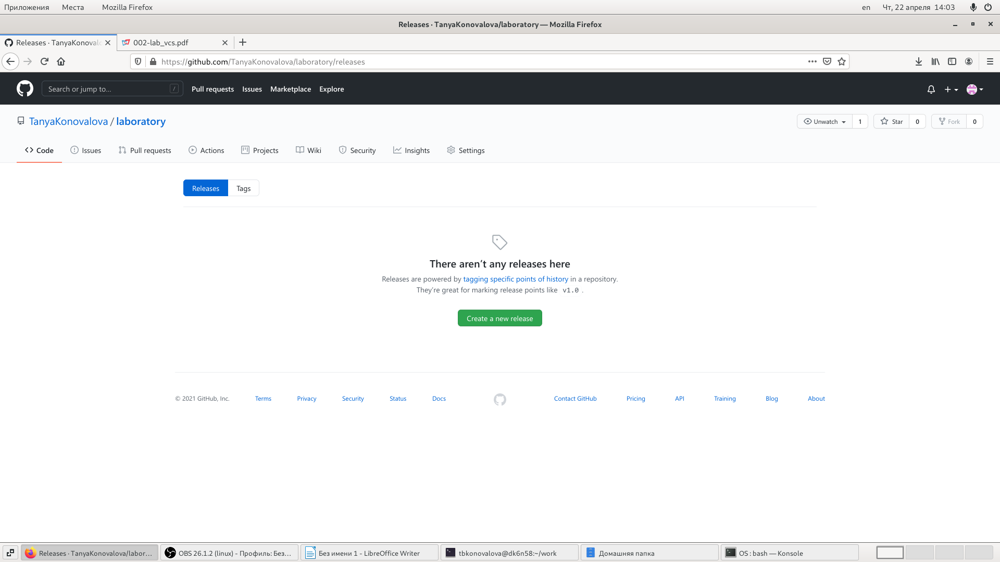 Приложения Места Mozilla Firefox en Чт, 22 апреля 14:03
Releases · TanyaKonovalova/laboratory — Mozilla Firefox
Releases · TanyaKonovalo 002-lab_vcs.pdf
https://github.com/TanyaKonovalova/laboratory/releases
Search or jump to... / Pull requests Issues Marketplace Explore
TanyaKonovalova / laboratory Unwatch 1 Star 0 Fork 0
Code Issues Pull requests Actions Projects Wiki Security Insights Settings
Releases Tags
There aren’t any releases here
Releases are powered by tagging specific points of history in a repository.
They’re great for marking release points like v1.0 .
Create a new release
© 2021 GitHub, Inc. Terms Privacy Security Status Docs Contact GitHub Pricing API Training Blog About
Releases · TanyaKonovalova/labor... OBS 26.1.2 (linux) - Профиль: Без... Без имени 1 - LibreOffice Writer tbkonovalova@dk6n58:~/work Домашняя папка OS : bash — Konsole